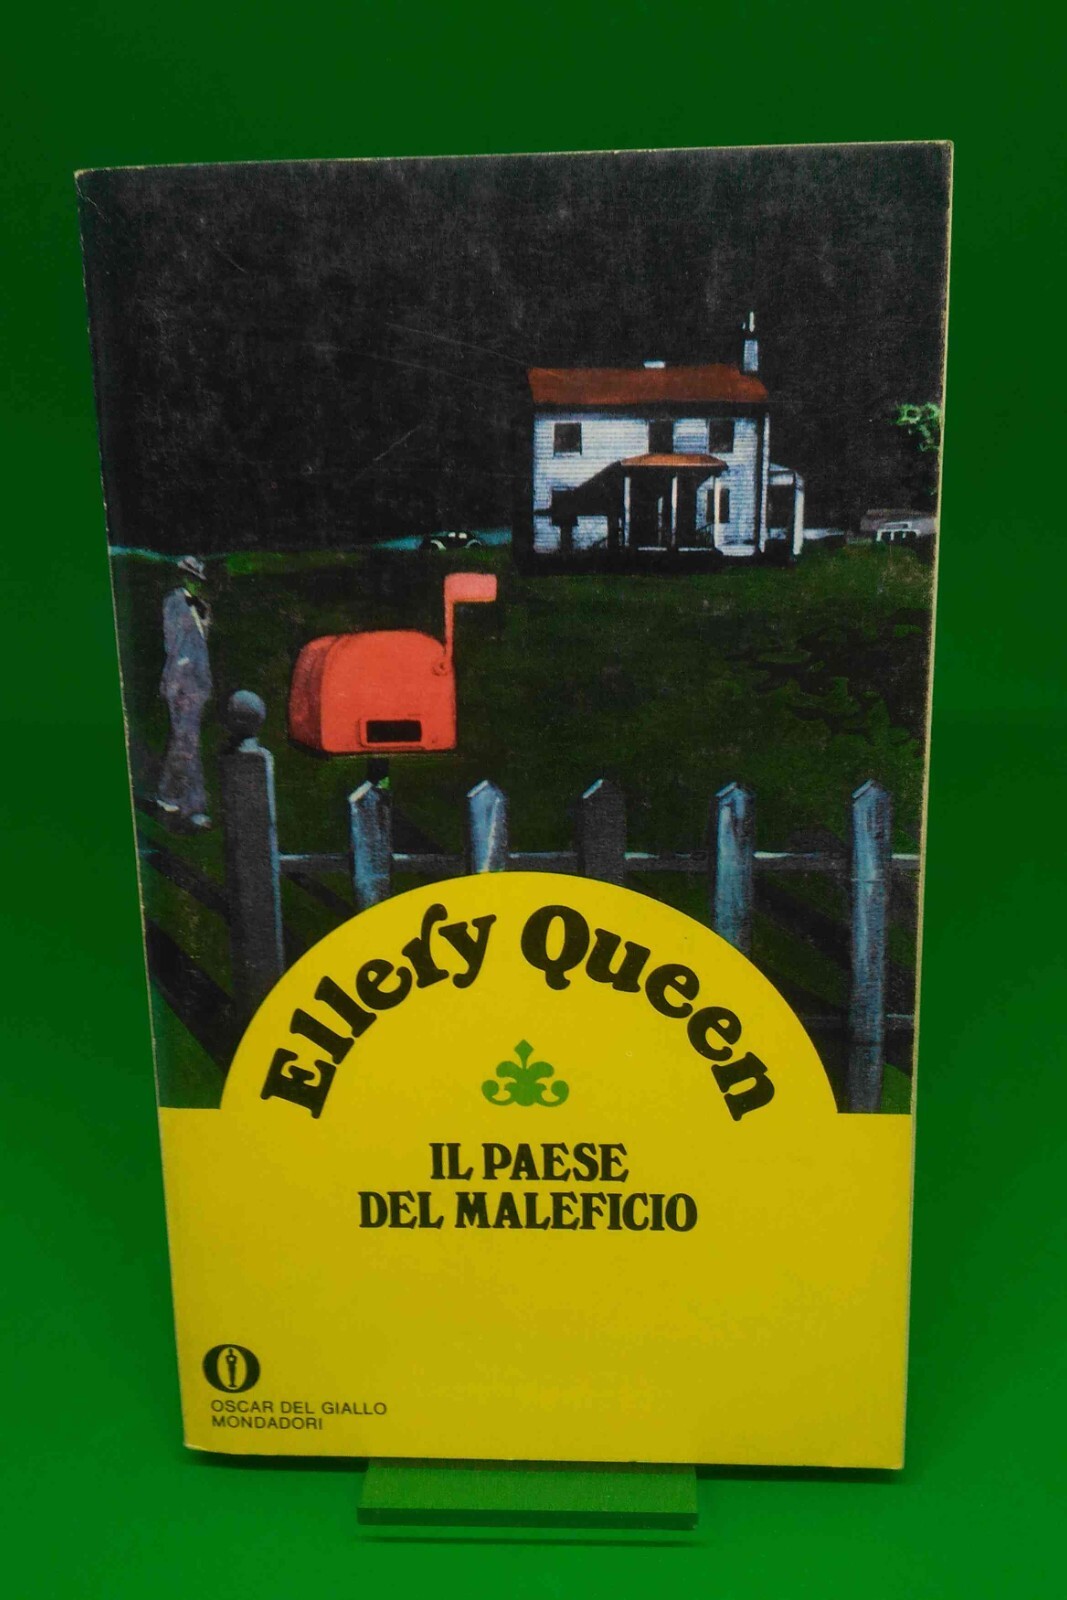 Ellery Queen
IL PAESE
DEL MALEFICIO
OSCAR DEL GIALLO
MONDADORI